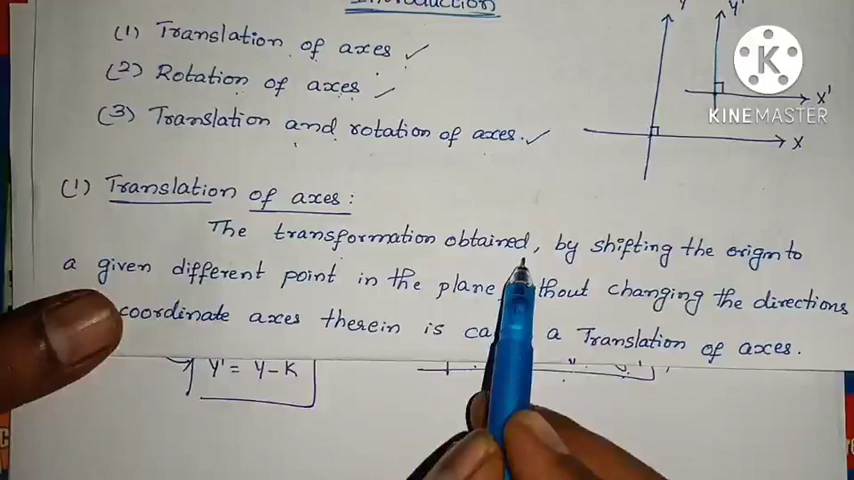 Introduction
(1) Translation of axes ✓
(2) Rotation of axes ✓
(3) Translation and rotation of axes. ✓
Y
Y'
X'
X
K
KINEMASTER
(1) Translation of axes:
The transformation obtained, by shifting the origin to
a given different point in the plane, without changing the directions
coordinate axes therein is ca a Translation of axes.
Y' = Y - K